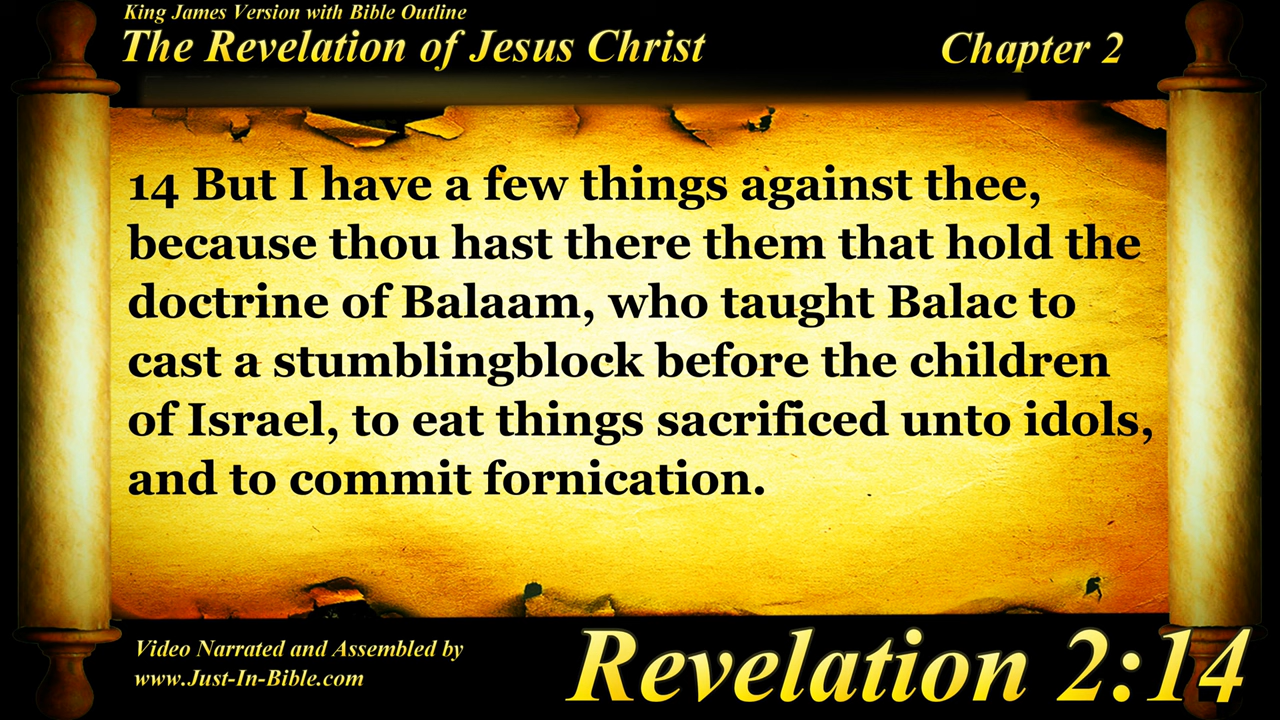 King James Version with Bible Outline
The Revelation of Jesus Christ
Chapter 2
14 But I have a few things against thee,
because thou hast there them that hold the
doctrine of Balaam, who taught Balac to
cast a stumblingblock before the children
of Israel, to eat things sacrificed unto idols,
and to commit fornication.
Video Narrated and Assembled by
www.Just-In-Bible.com
Revelation 2:14